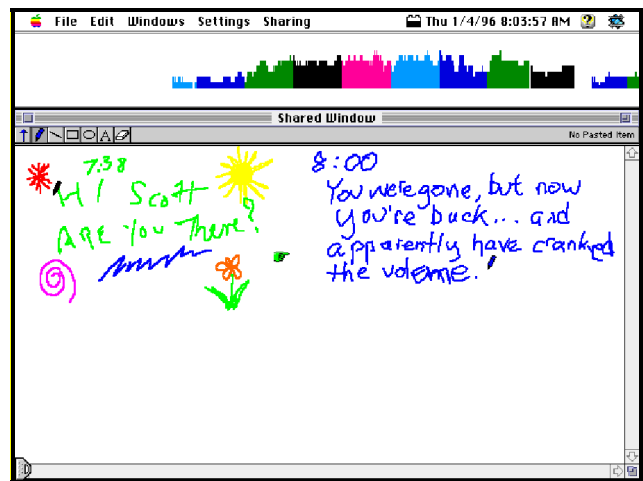 File Edit Windows Settings Sharing Thu 1/4/96 8:03:57 AM
Shared Window
A No Pasted Item
7:38
Hi Scott
Are You There?
8:00
You were gone, but now
you're back... and
apparently have cranked
the volume.